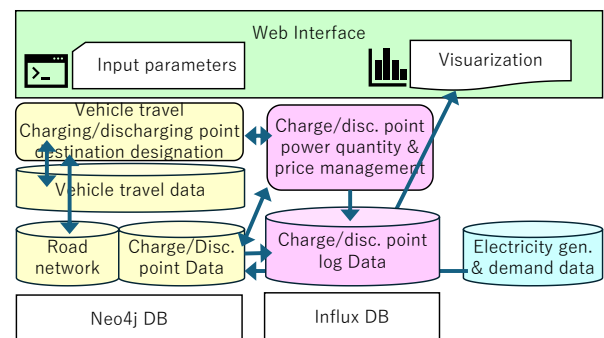 Web Interface
Input parameters
Visuarization
Vehicle travel
Charging/discharging point
destination designation
Charge/disc. point
power quantity &
price management
Vehicle travel data
Road
network
Charge/Disc.
point Data
Charge/disc. point
log Data
Electricity gen.
& demand data
Neo4j DB
Influx DB